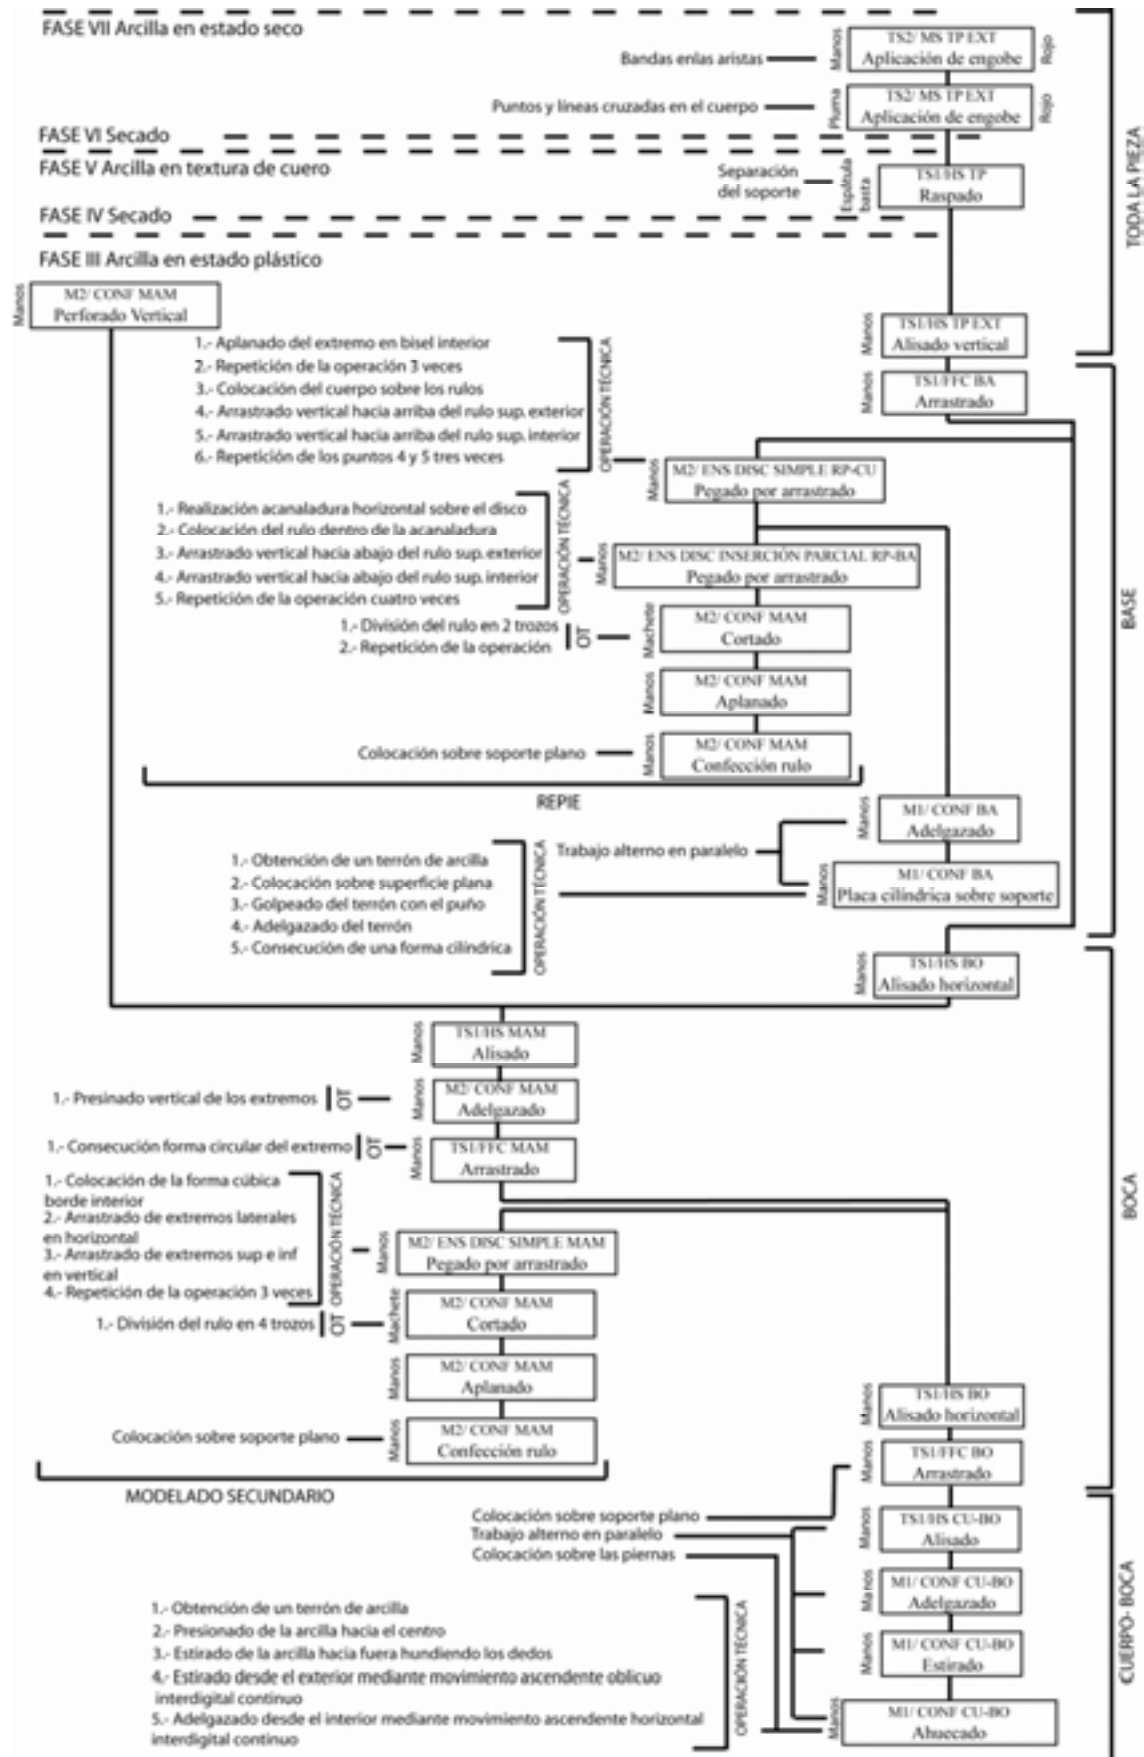 FASE VII Arcilla en estado seco
Bandas enlas aristas
Manos
TS2/ MS TP EXT
Aplicación de engobe
Rojo
Puntos y líneas cruzadas en el cuerpo
Pluma
TS2/ MS TP EXT
Aplicación de engobe
Rojo
FASE VI Secado
FASE V Arcilla en textura de cuero
Separación
del soporte
Espátula
basta
TS1/HS TP
Raspado
FASE IV Secado
TODA LA PIEZA
FASE III Arcilla en estado plástico
Manos
M2/ CONF MAM
Perforado Vertical
Manos
TS1/HS TP EXT
Alisado vertical
Manos
TS1/FFC BA
Arrastrado
1.- Aplanado del extremo en bisel interior
2.- Repetición de la operación 3 veces
3.- Colocación del cuerpo sobre los rulos
4.- Arrastrado vertical hacia arriba del rulo sup. exterior
5.- Arrastrado vertical hacia arriba del rulo sup. interior
6.- Repetición de los puntos 4 y 5 tres veces
OPERACIÓN TÉCNICA
Manos
M2/ ENS DISC SIMPLE RP-CU
Pegado por arrastrado
1.- Realización acanaladura horizontal sobre el disco
2.- Colocación del rulo dentro de la acanaladura
3.- Arrastrado vertical hacia abajo del rulo sup. exterior
4.- Arrastrado vertical hacia abajo del rulo sup. interior
5.- Repetición de la operación cuatro veces
OPERACIÓN TÉCNICA
Manos
M2/ ENS DISC INSERCIÓN PARCIAL RP-BA
Pegado por arrastrado
1.- División del rulo en 2 trozos
2.- Repetición de la operación
OT
Machete
M2/ CONF MAM
Cortado
Manos
M2/ CONF MAM
Aplanado
Colocación sobre soporte plano
Manos
M2/ CONF MAM
Confección rulo
REPIE
BASE
Manos
M1/ CONF BA
Adelgazado
Trabajo alterno en paralelo
Manos
M1/ CONF BA
Placa cilíndrica sobre soporte
1.- Obtención de un terrón de arcilla
2.- Colocación sobre superficie plana
3.- Golpeado del terrón con el puño
4.- Adelgazado del terrón
5.- Consecución de una forma cilíndrica
OPERACIÓN TÉCNICA
Manos
TS1/HS BO
Alisado horizontal
Manos
TS1/HS MAM
Alisado
1.- Presinado vertical de los extremos
OT
Manos
M2/ CONF MAM
Adelgazado
1.- Consecución forma circular del extremo
OT
Manos
TS1/FFC MAM
Arrastrado
1.- Colocación de la forma cúbica
borde interior
2.- Arrastrado de extremos laterales
en horizontal
3.- Arrastrado de extremos sup e inf
en vertical
4.- Repetición de la operación 3 veces
OPERACIÓN TÉCNICA
Manos
M2/ ENS DISC SIMPLE MAM
Pegado por arrastrado
1.- División del rulo en 4 trozos
OT
Machete
M2/ CONF MAM
Cortado
Manos
M2/ CONF MAM
Aplanado
Colocación sobre soporte plano
Manos
M2/ CONF MAM
Confección rulo
MODELADO SECUNDARIO
BOCA
Manos
TS1/HS BO
Alisado horizontal
Manos
TS1/FFC BO
Arrastrado
Colocación sobre soporte plano
Trabajo alterno en paralelo
Colocación sobre las piernas
Manos
TS1/HS CU-BO
Alisado
Manos
M1/ CONF CU-BO
Adelgazado
Manos
M1/ CONF CU-BO
Estirado
Manos
M1/ CONF CU-BO
Ahuecado
1.- Obtención de un terrón de arcilla
2.- Presionado de la arcilla hacia el centro
3.- Estirado de la arcilla hacia fuera hundiendo los dedos
4.- Estirado desde el exterior mediante movimiento ascendente oblicuo
interdigital continuo
5.- Adelgazado desde el interior mediante movimiento ascendente horizontal
interdigital continuo
OPERACIÓN TÉCNICA
CUERPO- BOCA